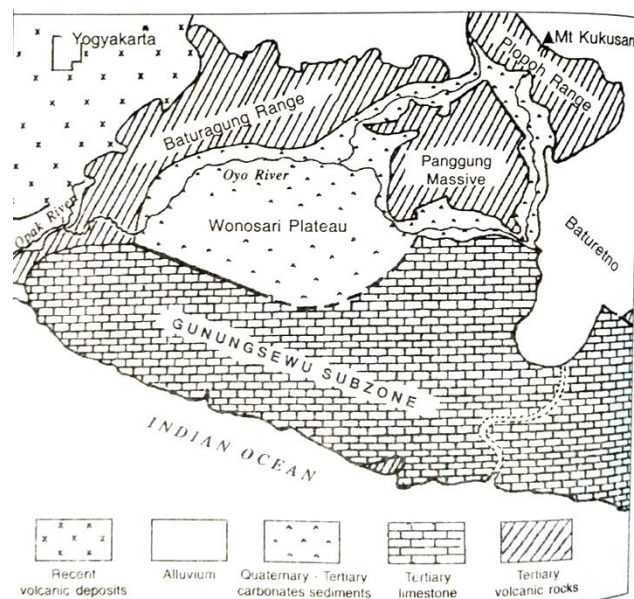 Yogyakarta
Mt Kukusan
Plopoh Range
Baturagung Range
Panggung
Massive
Oyo River
Opak River
Wonosari Plateau
Baturetno
GUNUNGSEWU SUBZONE
INDIAN OCEAN
Recent
volcanic deposits
Alluvium
Quaternary - Tertiary
carbonates sediments
Tertiary
limestone
Tertiary
volcanic rocks